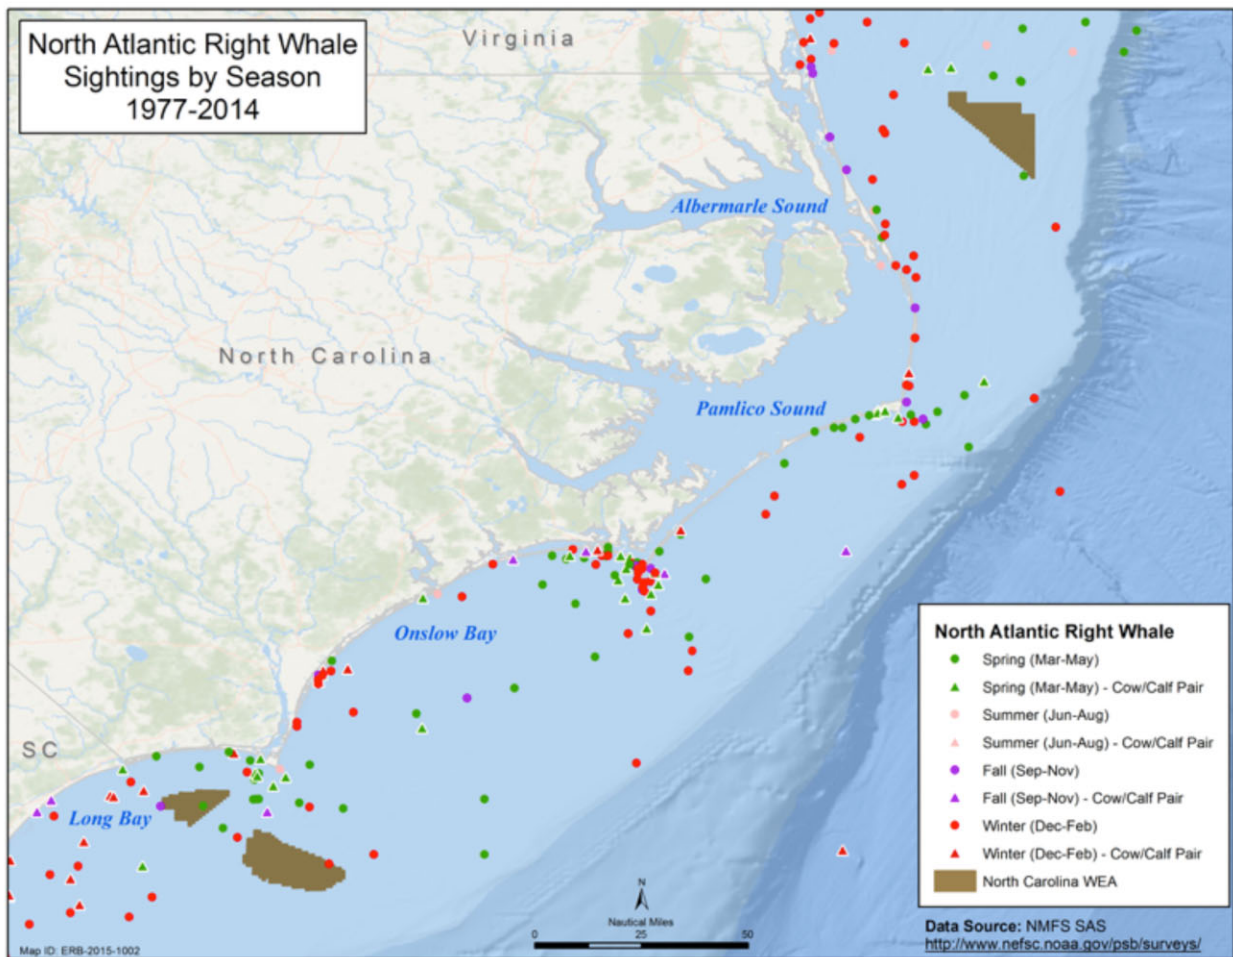 North Atlantic Right Whale
Sightings by Season
1977-2014
Virginia
Albermarle Sound
North Carolina
Pamlico Sound
Onslow Bay
SC
Long Bay
North Atlantic Right Whale
Spring (Mar-May)
Spring (Mar-May) - Cow/Calf Pair
Summer (Jun-Aug)
Summer (Jun-Aug) - Cow/Calf Pair
Fall (Sep-Nov)
Fall (Sep-Nov) - Cow/Calf Pair
Winter (Dec-Feb)
Winter (Dec-Feb) - Cow/Calf Pair
North Carolina WEA
N
Nautical Miles
0 25 50
Data Source: NMFS SAS
http://www.nefsc.noaa.gov/psb/surveys/
Map ID: ERB-2015-1002